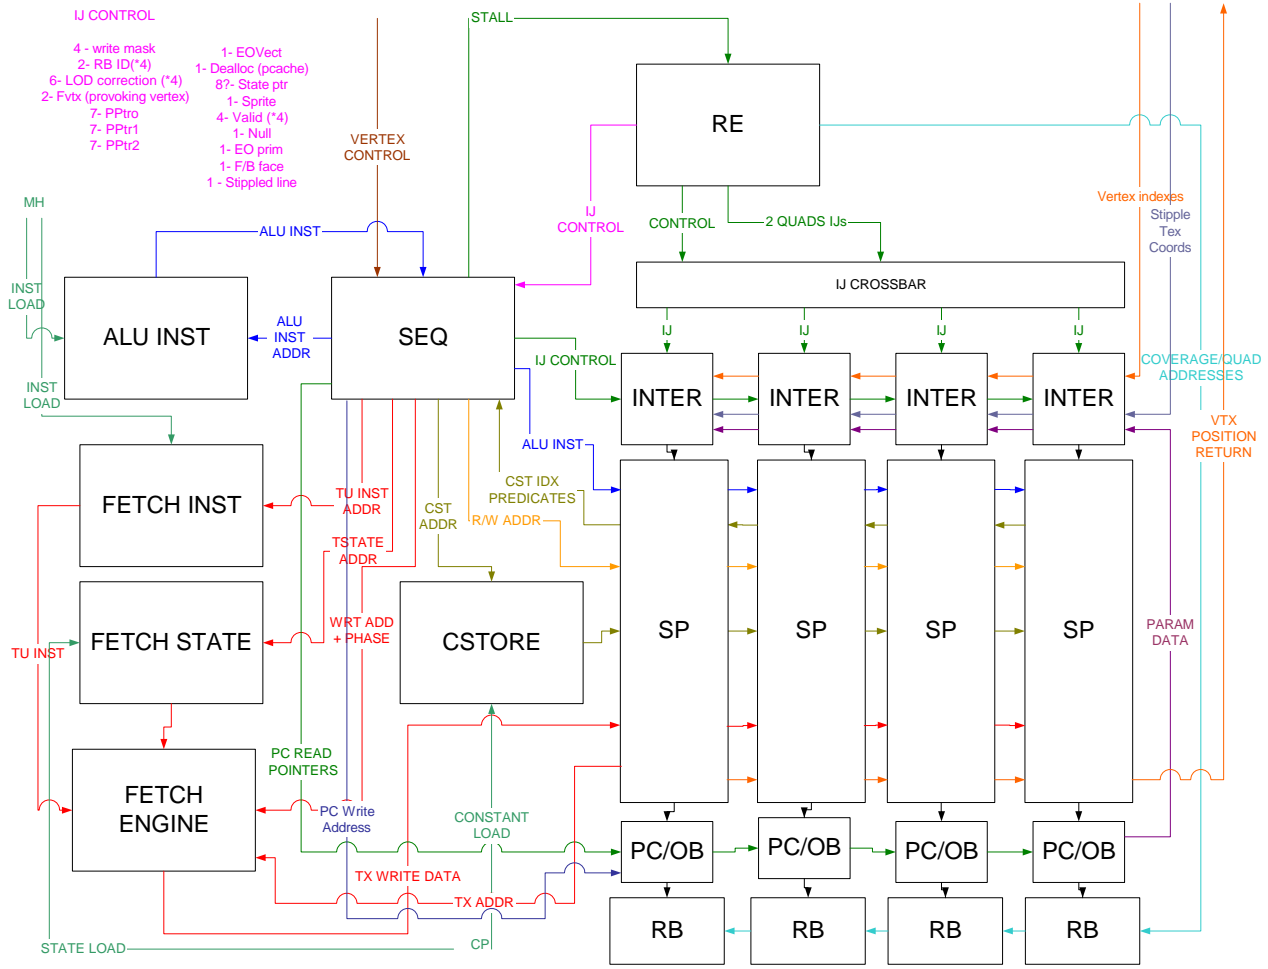 IJ CONTROL
4 - write mask
2- RB ID(*4)
6- LOD correction (*4)
2- Fvtx (provoking vertex)
7- PPtro
7- PPtr1
7- PPtr2
1- EOVect
1- Dealloc (pcache)
8?- State ptr
1- Sprite
4- Valid (*4)
1- Null
1- EO prim
1- F/B face
1 - Stippled line
STALL
RE
VERTEX
CONTROL
MH
ALU INST
IJ
CONTROL
CONTROL
2 QUADS IJs
Vertex indexes
Stipple
Tex
Coords
IJ CROSSBAR
INST
LOAD
ALU INST
ALU
INST
ADDR
SEQ
IJ
IJ
IJ
IJ
IJ CONTROL
COVERAGE/QUAD
ADDRESSES
INST
LOAD
INTER
INTER
INTER
INTER
VTX
POSITION
RETURN
ALU INST
FETCH INST
TU INST
ADDR
CST
ADDR
CST IDX
PREDICATES
R/W ADDR
TSTATE
ADDR
FETCH STATE
WRT ADD
+ PHASE
CSTORE
SP
SP
SP
SP
PARAM
DATA
TU INST
PC READ
POINTERS
FETCH
ENGINE
PC Write
Address
CONSTANT
LOAD
PC/OB
PC/OB
PC/OB
PC/OB
TX WRITE DATA
TX ADDR
RB
RB
RB
RB
STATE LOAD
CP